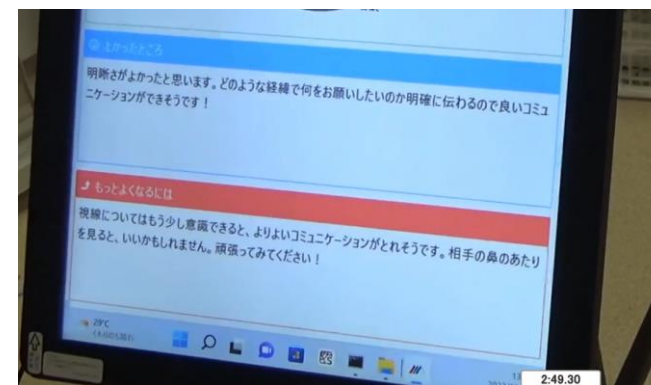 よかったところ
明晰さがよかったと思います。どのような経緯で何をお願いしたいのか明確に伝わるので良いコミュ
ニケーションができそうです！
もっとよくなるには
視線についてはもう少し意識できると、よりよいコミュニケーションがとれそうです。相手の鼻のあたり
を見ると、いいかもしれません。頑張ってみてください！
29°C
2:49.30